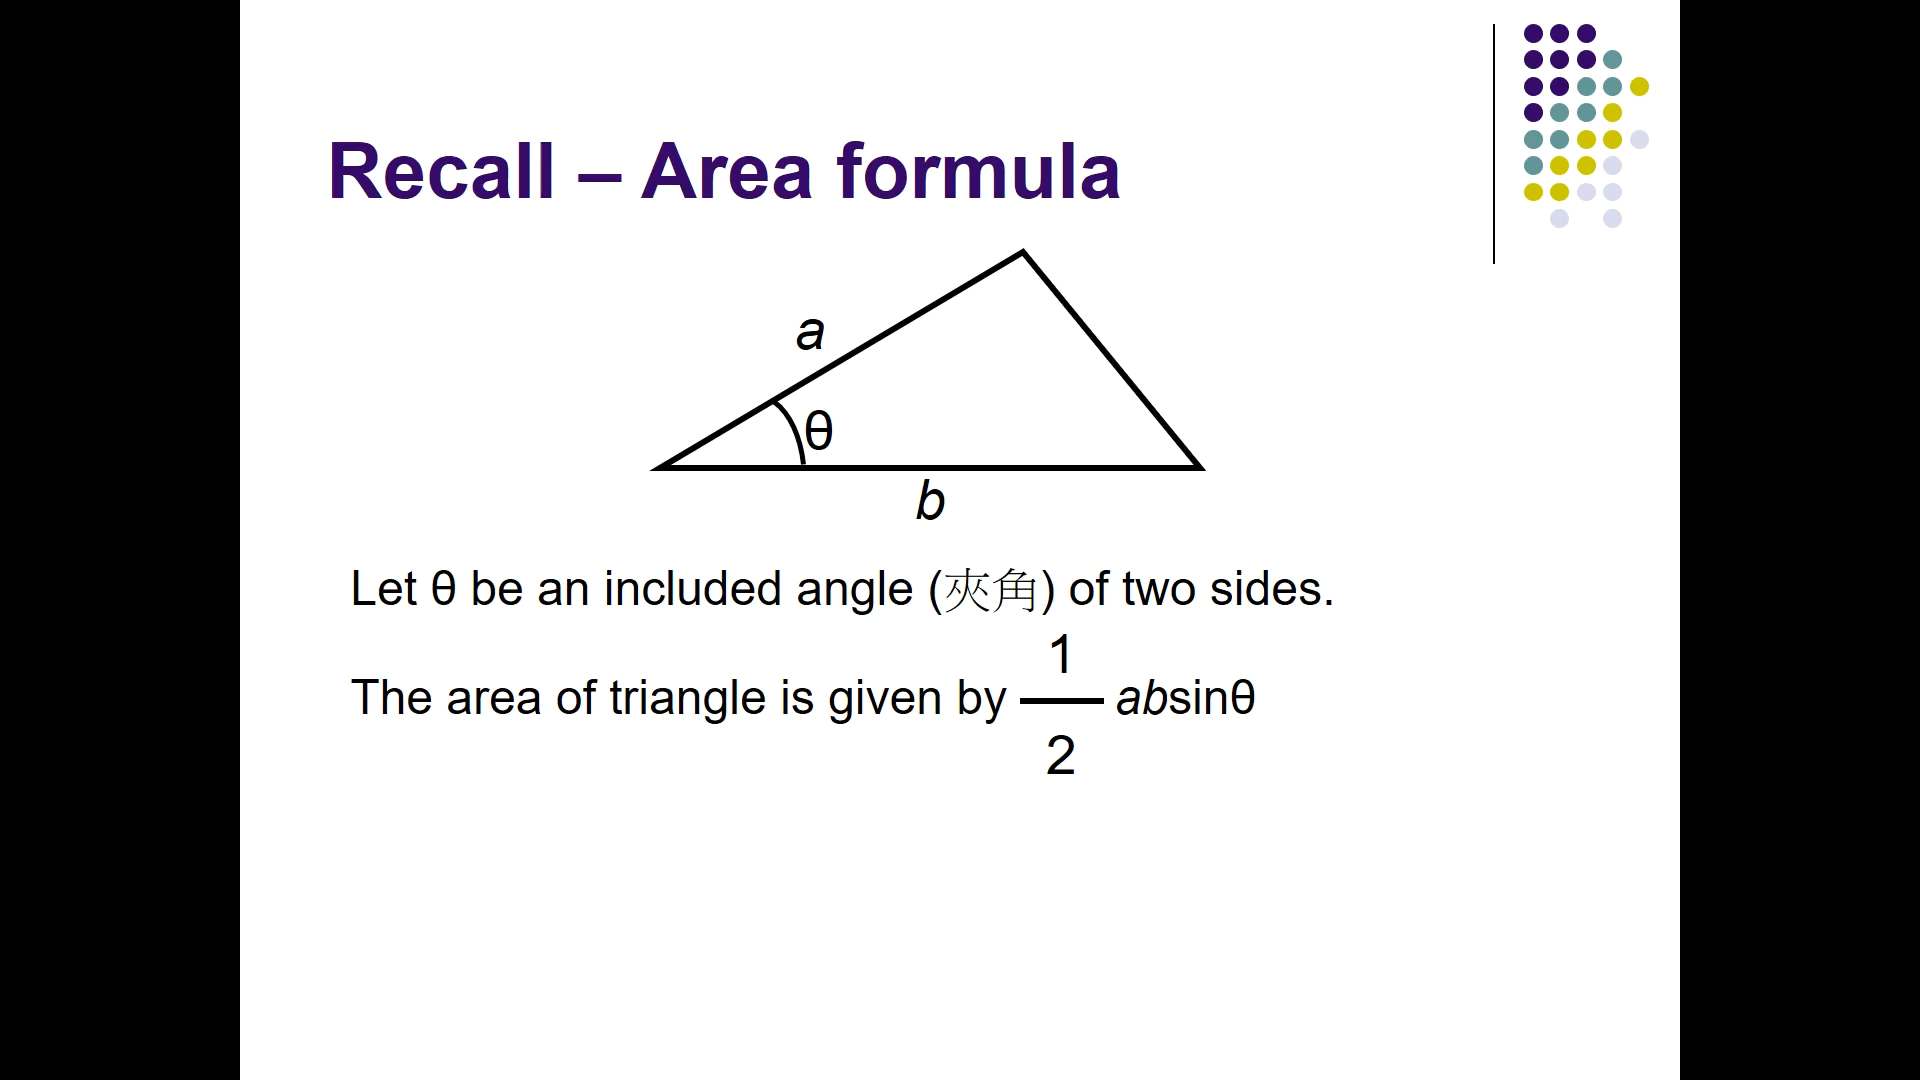 Recall – Area formula
a
θ
b
Let θ be an included angle (夾角) of two sides.
The area of triangle is given by 1/2 absinθ